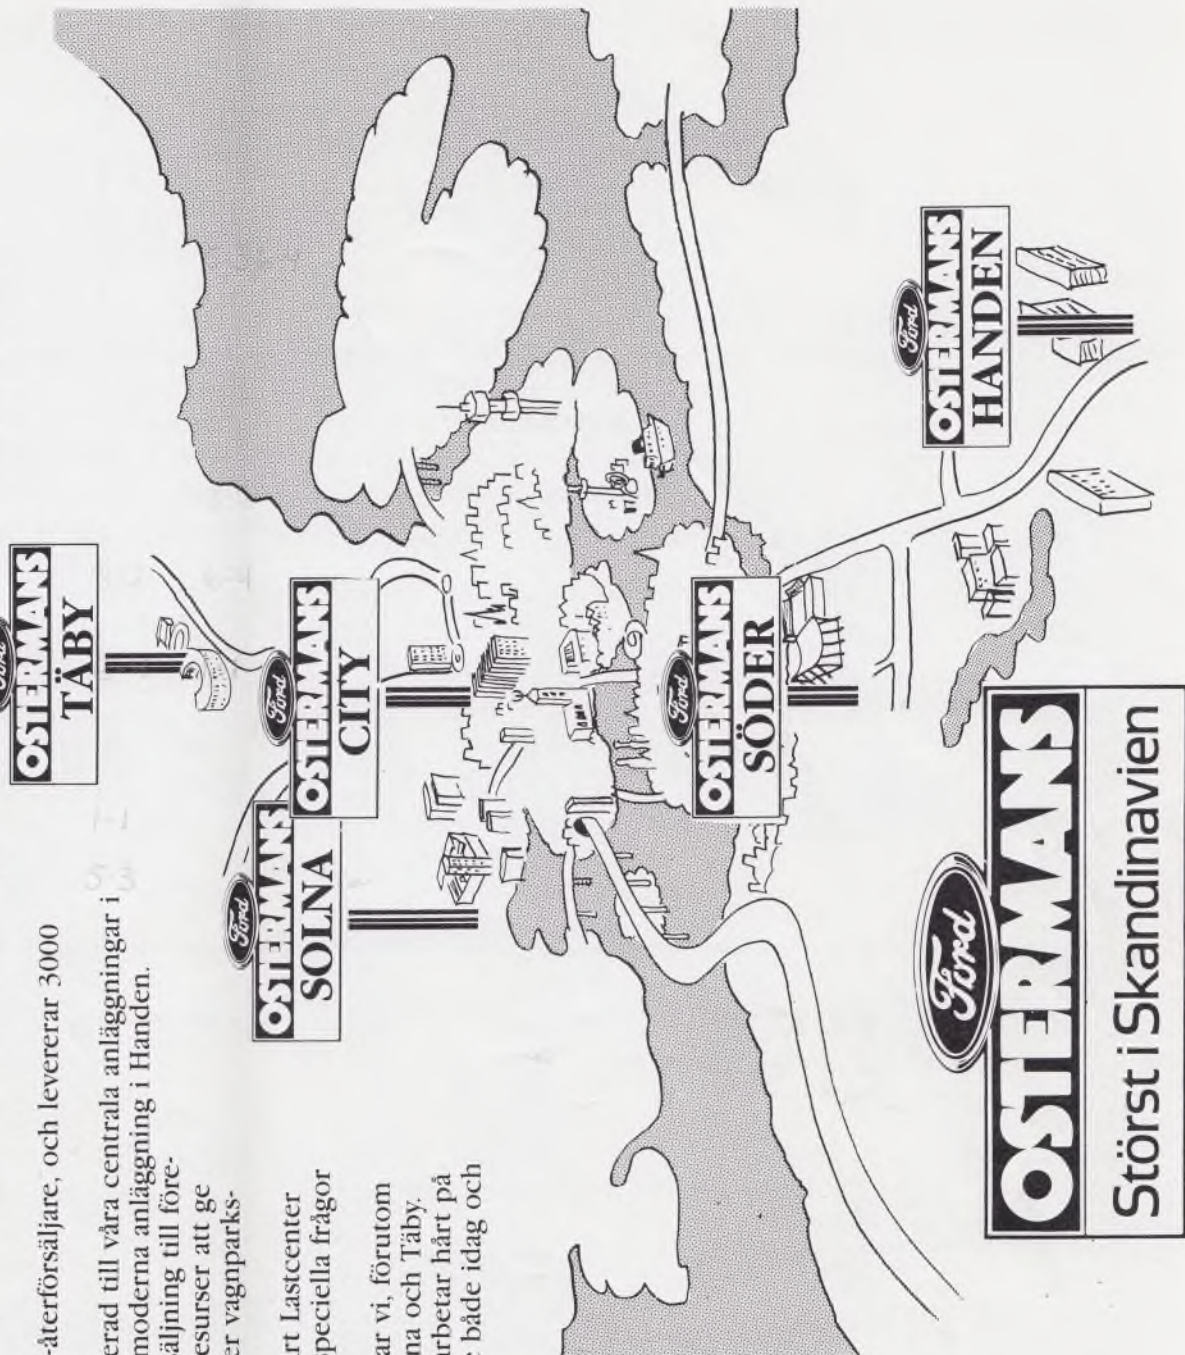 -återförsäljare, och levererar 3000
erad till våra centrala anläggningar i
moderna anläggning i Handen.
säljning till före-
esurser att ge
er vagnparks-
rt Lastcenter
peciella frågor
ar vi, förutom
na och Täby.
arbetar hårt på
både idag och
Ford
OSTERMANS
TÄBY
Ford
OSTERMANS
CITY
Ford
OSTERMANS
SOLNA
Ford
OSTERMANS
SÖDER
Ford
OSTERMANS
HANDEN
Ford
OSTERMANS
Störst i Skandinavien